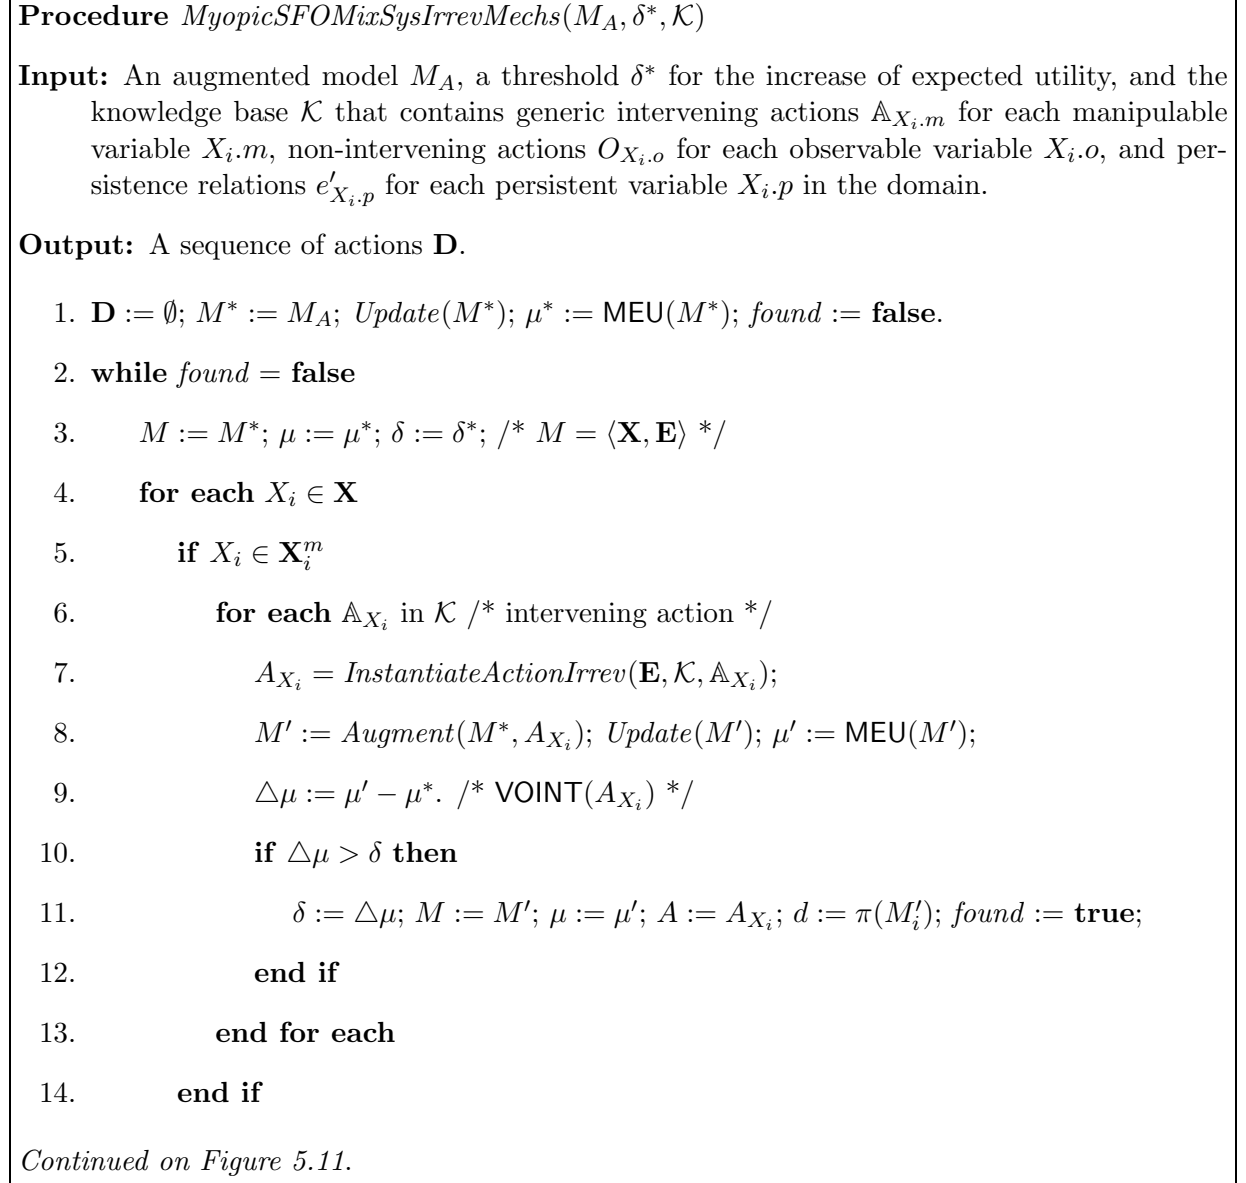 Procedure MyopicSFOMixSysIrrevMechs(M_A, δ*, 𝒦)
Input: An augmented model M_A, a threshold δ* for the increase of expected utility, and the
knowledge base 𝒦 that contains generic intervening actions 𝔸_{X_i.m} for each manipulable
variable X_i.m, non-intervening actions O_{X_i.o} for each observable variable X_i.o, and per-
sistence relations e′_{X_i.p} for each persistent variable X_i.p in the domain.
Output: A sequence of actions D.
1. D := ∅; M* := M_A; Update(M*); μ* := MEU(M*); found := false.
2. while found = false
3. M := M*; μ := μ*; δ := δ*; /* M = ⟨X, E⟩ */
4. for each X_i ∈ X
5. if X_i ∈ X_i^m
6. for each 𝔸_{X_i} in 𝒦 /* intervening action */
7. A_{X_i} = InstantiateActionIrrev(E, 𝒦, 𝔸_{X_i});
8. M′ := Augment(M*, A_{X_i}); Update(M′); μ′ := MEU(M′);
9. △μ := μ′ − μ*. /* VOINT(A_{X_i}) */
10. if △μ > δ then
11. δ := △μ; M := M′; μ := μ′; A := A_{X_i}; d := π(M′_i); found := true;
12. end if
13. end for each
14. end if
Continued on Figure 5.11.